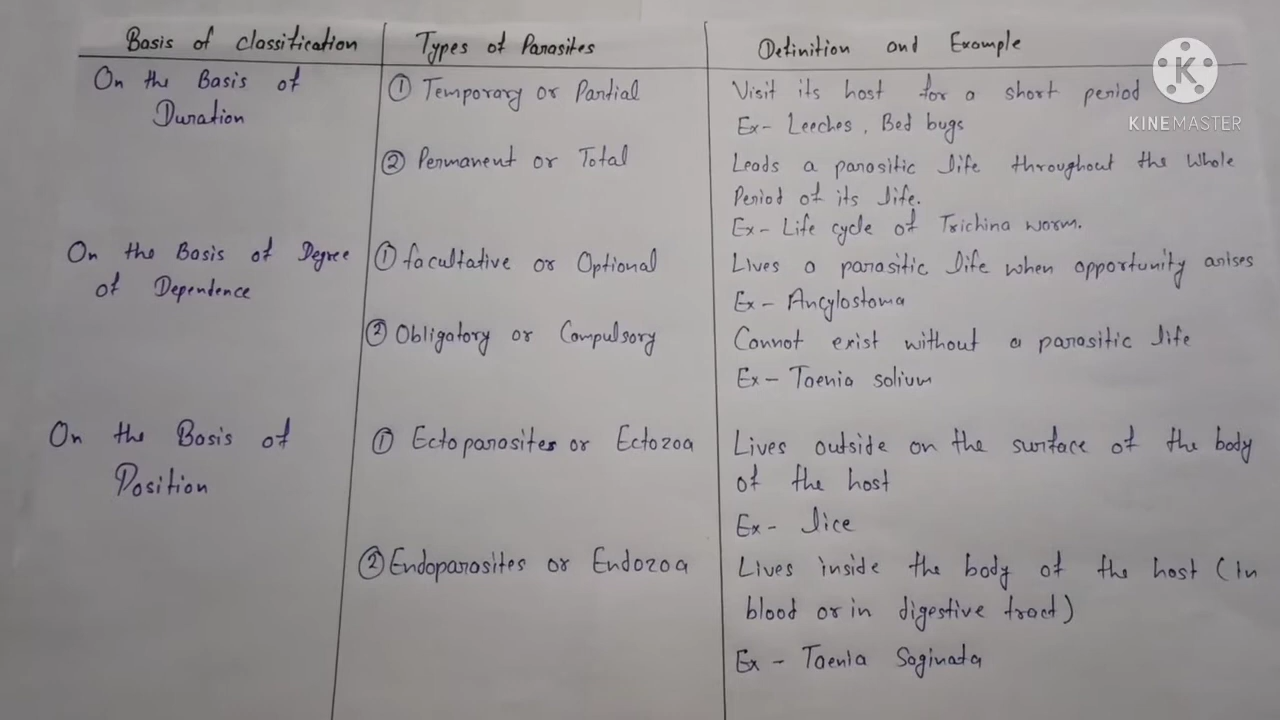 Basis of classification Types of Parasites Definition and Example
On the Basis of
Duration
① Temporary or Partial
Visit its host for a short period
Ex- Leeches, Bed bugs
② Permanent or Total
Leads a parasitic life throughout the whole
Period of its life.
Ex- Life cycle of Trichina worm.
On the Basis of Degree
of Dependence
① facultative or Optional
Lives a parasitic life when opportunity arises
Ex- Ancylostoma
② Obligatory or Compulsory
Cannot exist without a parasitic life
Ex- Taenia solium
On the Basis of
Position
① Ectoparasites or Ectozoa
Lives outside on the surface of the body
of the host
Ex- lice
② Endoparasites or Endozoa
Lives inside the body of the host (In
blood or in digestive tract)
Ex- Taenia Saginata
K
KINEMASTER